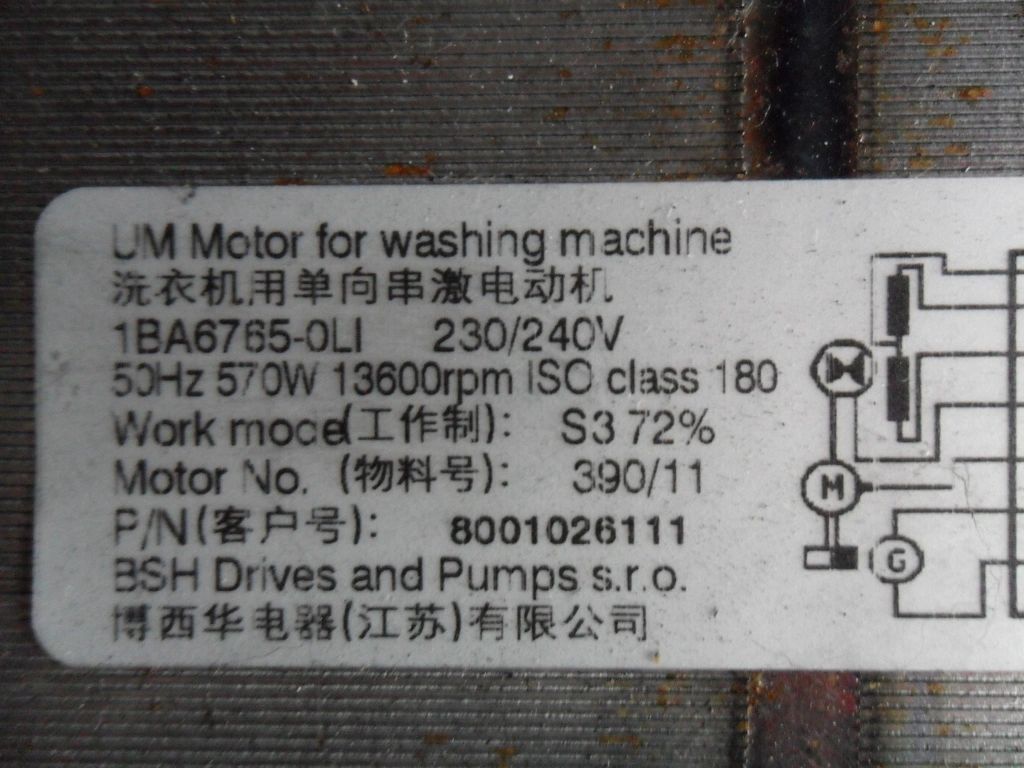 UM Motor for washing machine
洗衣机用单向串激电动机
1BA6765-0LI 230/240V
50Hz 570W 13600rpm ISO class 180
Work mode(工作制): S3 72%
Motor No. (物料号): 390/11
P/N(客户号): 8001026111
BSH Drives and Pumps s.r.o.
博西华电器(江苏)有限公司
M
G